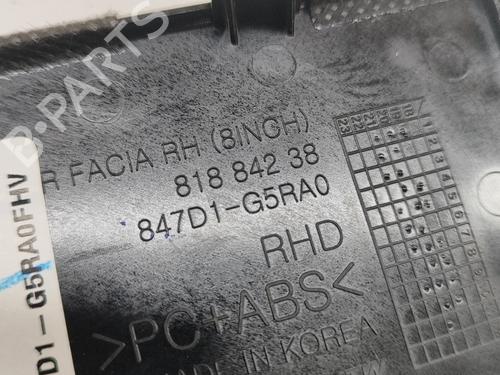 R FACIA RH (8INCH)
818 842 38
847D1-G5RA0
RHD
>PC+ABS<
MADE IN KOREA
D1-G5RA0FHV
B-PARTS